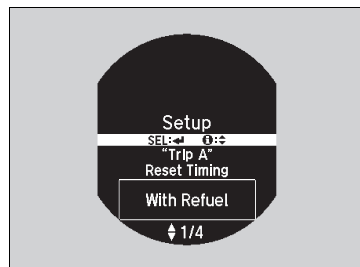 Setup
SEL:↵ ⓘ:⬍
“Trip A”
Reset Timing
With Refuel
⬍ 1/4